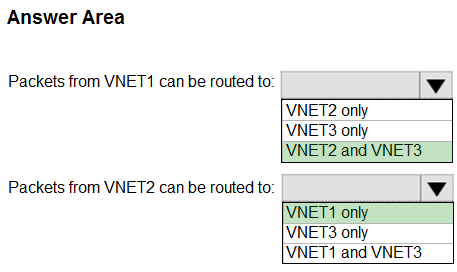 Answer Area
Packets from VNET1 can be routed to:
VNET2 only
VNET3 only
VNET2 and VNET3
Packets from VNET2 can be routed to:
VNET1 only
VNET3 only
VNET1 and VNET3